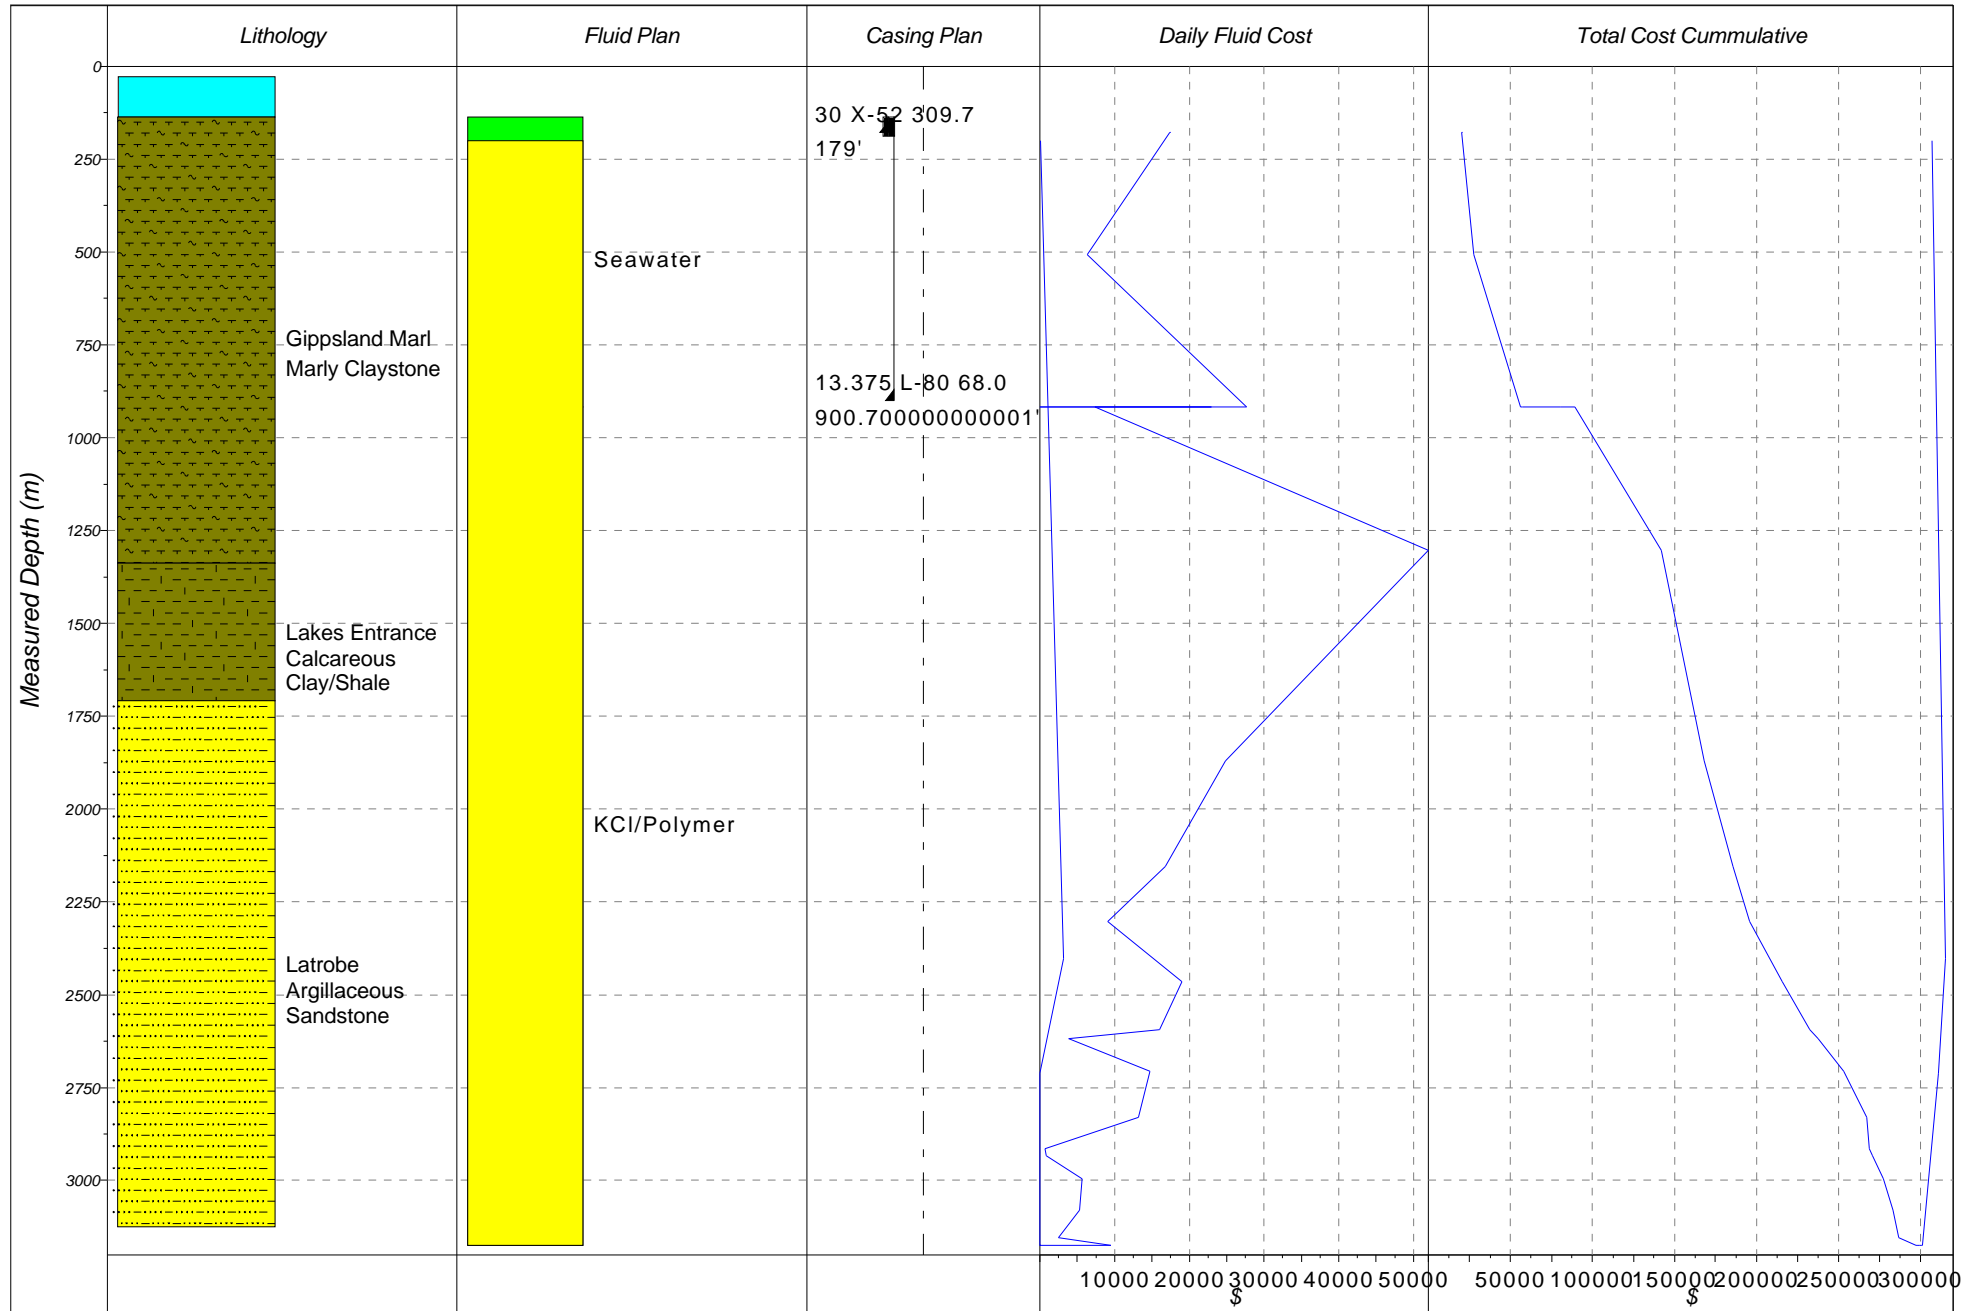 Lithology
Fluid Plan
Casing Plan
Daily Fluid Cost
Total Cost Cummulative
Measured Depth (m)
0
250
500
750
1000
1250
1500
1750
2000
2250
2500
2750
3000
Gippsland Marl
Marly Claystone
Lakes Entrance
Calcareous
Clay/Shale
Latrobe
Argillaceous
Sandstone
Seawater
KCl/Polymer
30 X-52 309.7
179'
13.375 L-80 68.0
900.700000000001'
10000 20000 30000 40000 50000
$
50000 100000 150000 200000 250000 300000
$